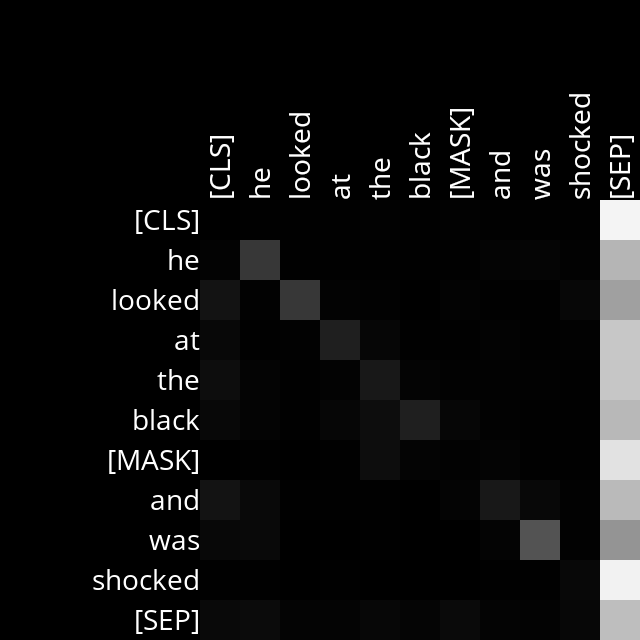 [CLS] he looked at the black [MASK] and was shocked [SEP]
[CLS]
he
looked
at
the
black
[MASK]
and
was
shocked
[SEP]